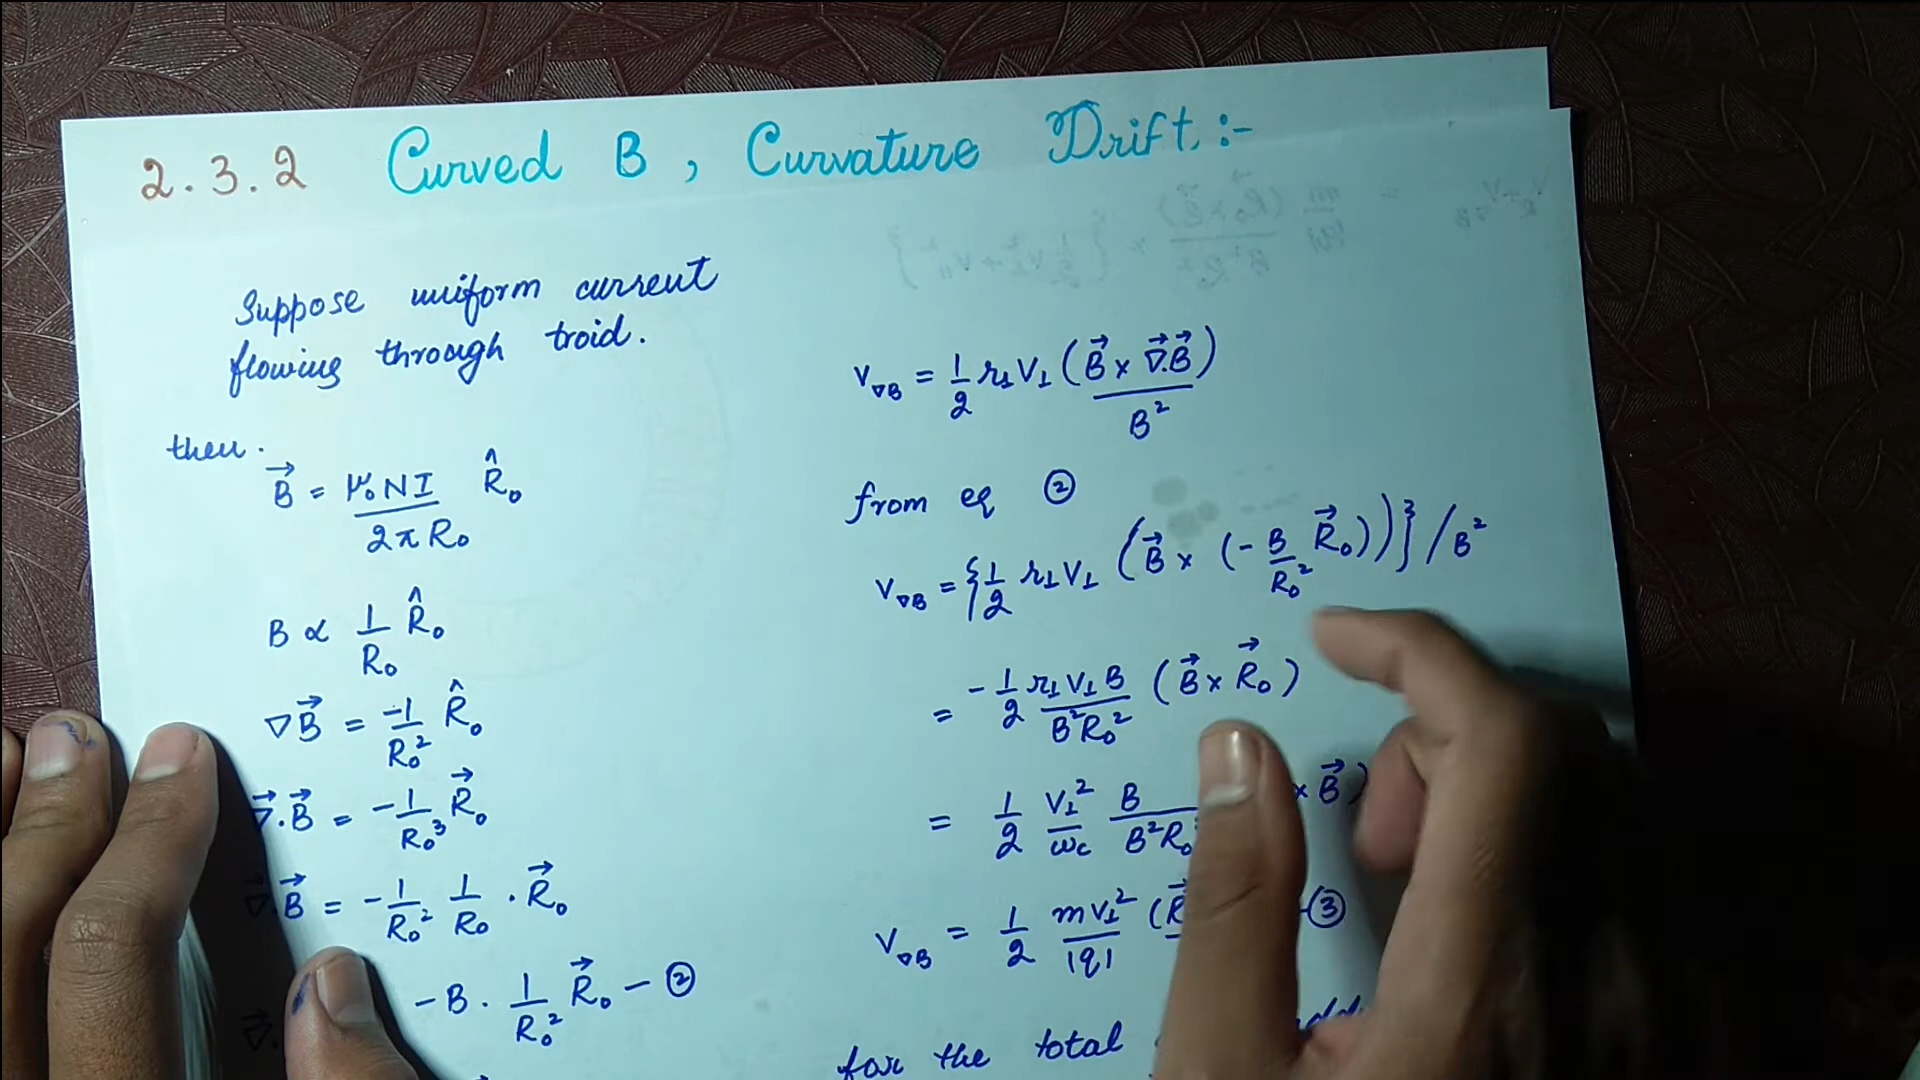 2.3.2 Curved B, Curvature Drift:-
Suppose uniform current
flowing through troid.
then.
B⃗ = μ₀NI / 2πR₀ R̂₀
B ∝ 1/R₀ R̂₀
∇B⃗ = -1/R₀² R̂₀
∇⃗.B⃗ = -1/R₀³ R⃗₀
∇⃗.B⃗ = -1/R₀² 1/R₀ . R⃗₀
-B . 1/R₀² R⃗₀ - ②
V∇B = 1/2 r⊥V⊥ (B⃗ × ∇⃗.B⃗) / B²
from eq ②
V∇B = {1/2 r⊥V⊥ (B⃗ × (-B/R₀² R⃗₀))} / B²
= -1/2 r⊥V⊥B / B²R₀² (B⃗ × R⃗₀)
= 1/2 V⊥²/ωc B / B²R₀ × B⃗)
V∇B = 1/2 mV⊥²/|q| (R⃗ - ③
for the total